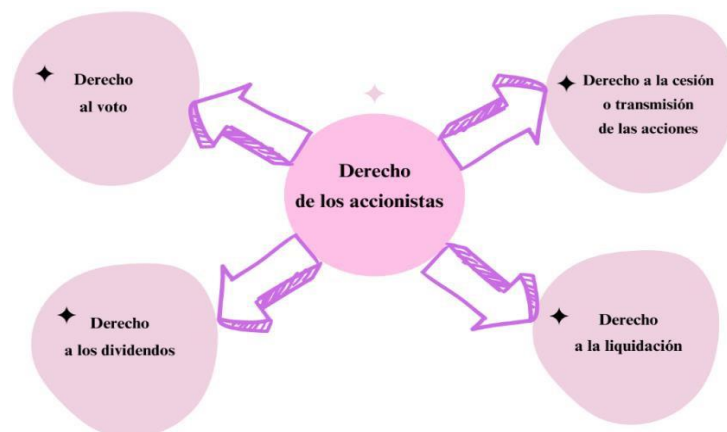 Derecho
al voto
Derecho a la cesión
o transmisión
de las acciones
Derecho
de los accionistas
Derecho
a los dividendos
Derecho
a la liquidación